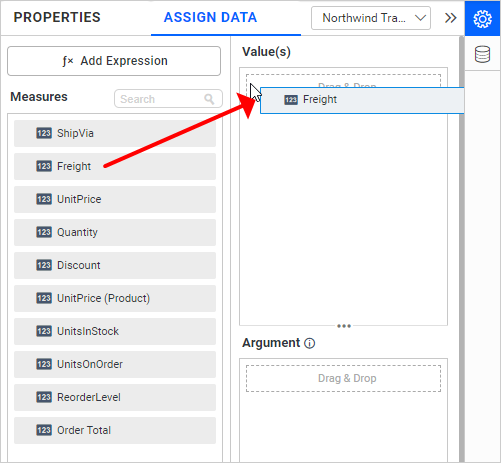 PROPERTIES
ASSIGN DATA
Northwind Tra...
ƒx Add Expression
Measures
Search
123 ShipVia
123 Freight
123 UnitPrice
123 Quantity
123 Discount
123 UnitPrice (Product)
123 UnitsInStock
123 UnitsOnOrder
123 ReorderLevel
123 Order Total
Value(s)
Drag & Drop
123 Freight
Argument
Drag & Drop